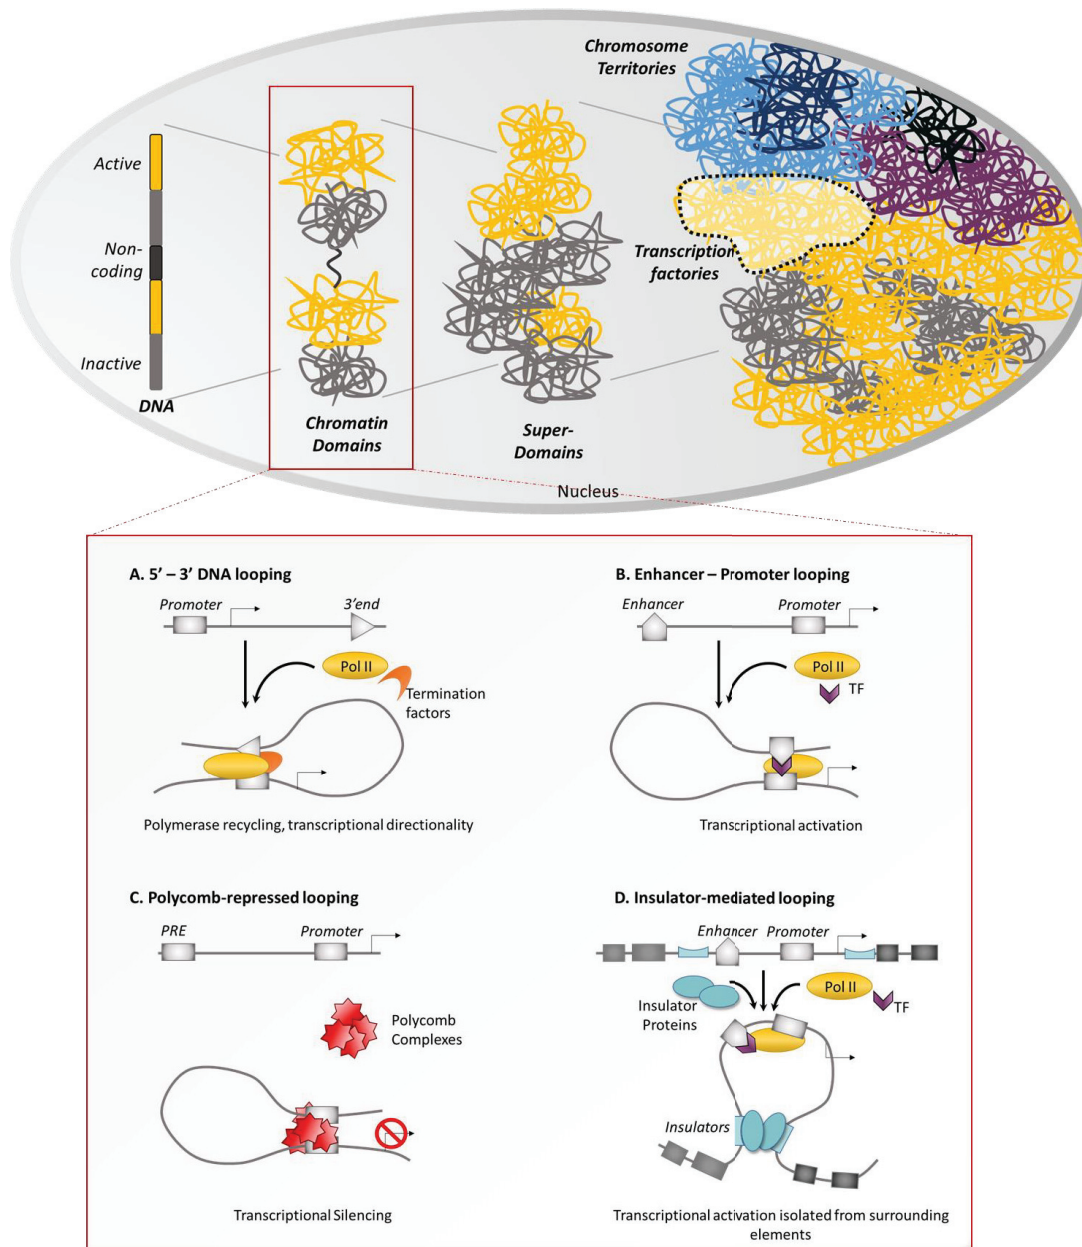 Chromosome
Territories
Active
Non-
coding
Inactive
DNA
Chromatin
Domains
Super-
Domains
Transcription
factories
Nucleus
A. 5’ – 3’ DNA looping
Promoter
3’end
Pol II
Termination
factors
Polymerase recycling, transcriptional directionality
B. Enhancer – Promoter looping
Enhancer
Promoter
Pol II
TF
Transcriptional activation
C. Polycomb-repressed looping
PRE
Promoter
Polycomb
Complexes
Transcriptional Silencing
D. Insulator-mediated looping
Enhancer
Promoter
Insulator
Proteins
Pol II
TF
Insulators
Transcriptional activation isolated from surrounding
elements